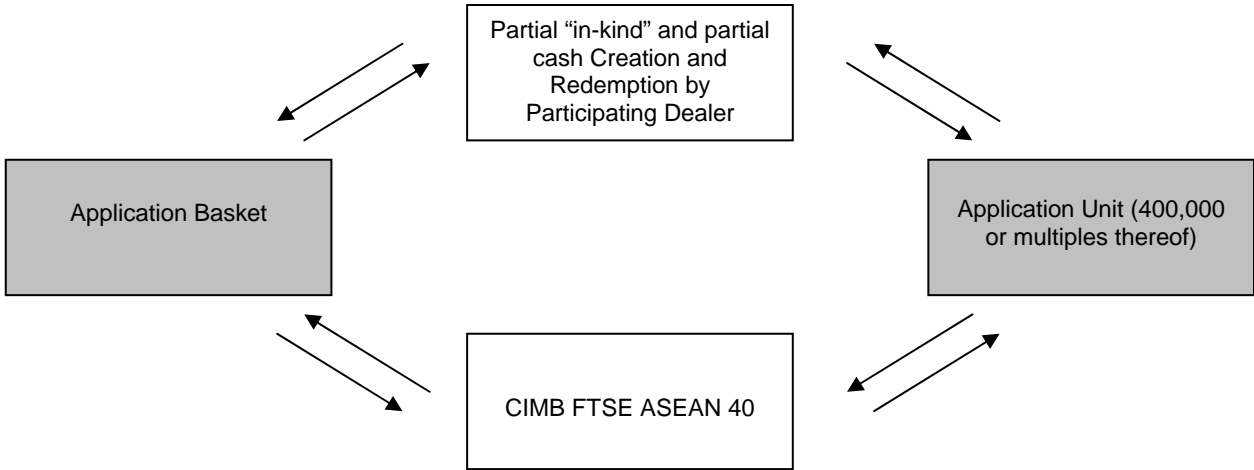 Partial “in-kind” and partial
cash Creation and
Redemption by
Participating Dealer
Application Basket
Application Unit (400,000
or multiples thereof)
CIMB FTSE ASEAN 40